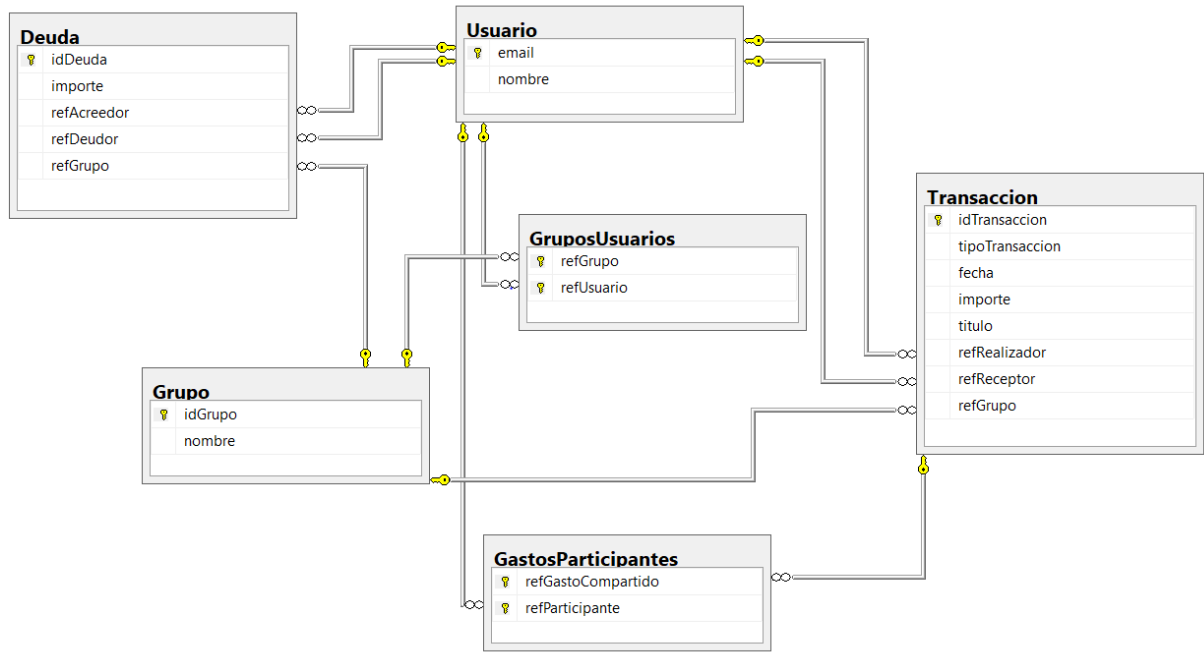 Deuda
idDeuda
importe
refAcreedor
refDeudor
refGrupo
Usuario
email
nombre
GruposUsuarios
refGrupo
refUsuario
Transaccion
idTransaccion
tipoTransaccion
fecha
importe
titulo
refRealizador
refReceptor
refGrupo
Grupo
idGrupo
nombre
GastosParticipantes
refGastoCompartido
refParticipante